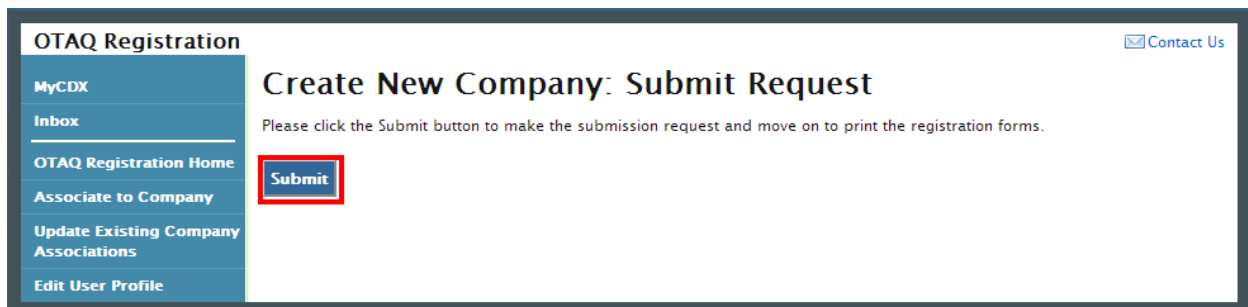 OTAQ Registration
Contact Us
MyCDX
Inbox
OTAQ Registration Home
Associate to Company
Update Existing Company
Associations
Edit User Profile
Create New Company: Submit Request
Please click the Submit button to make the submission request and move on to print the registration forms.
Submit